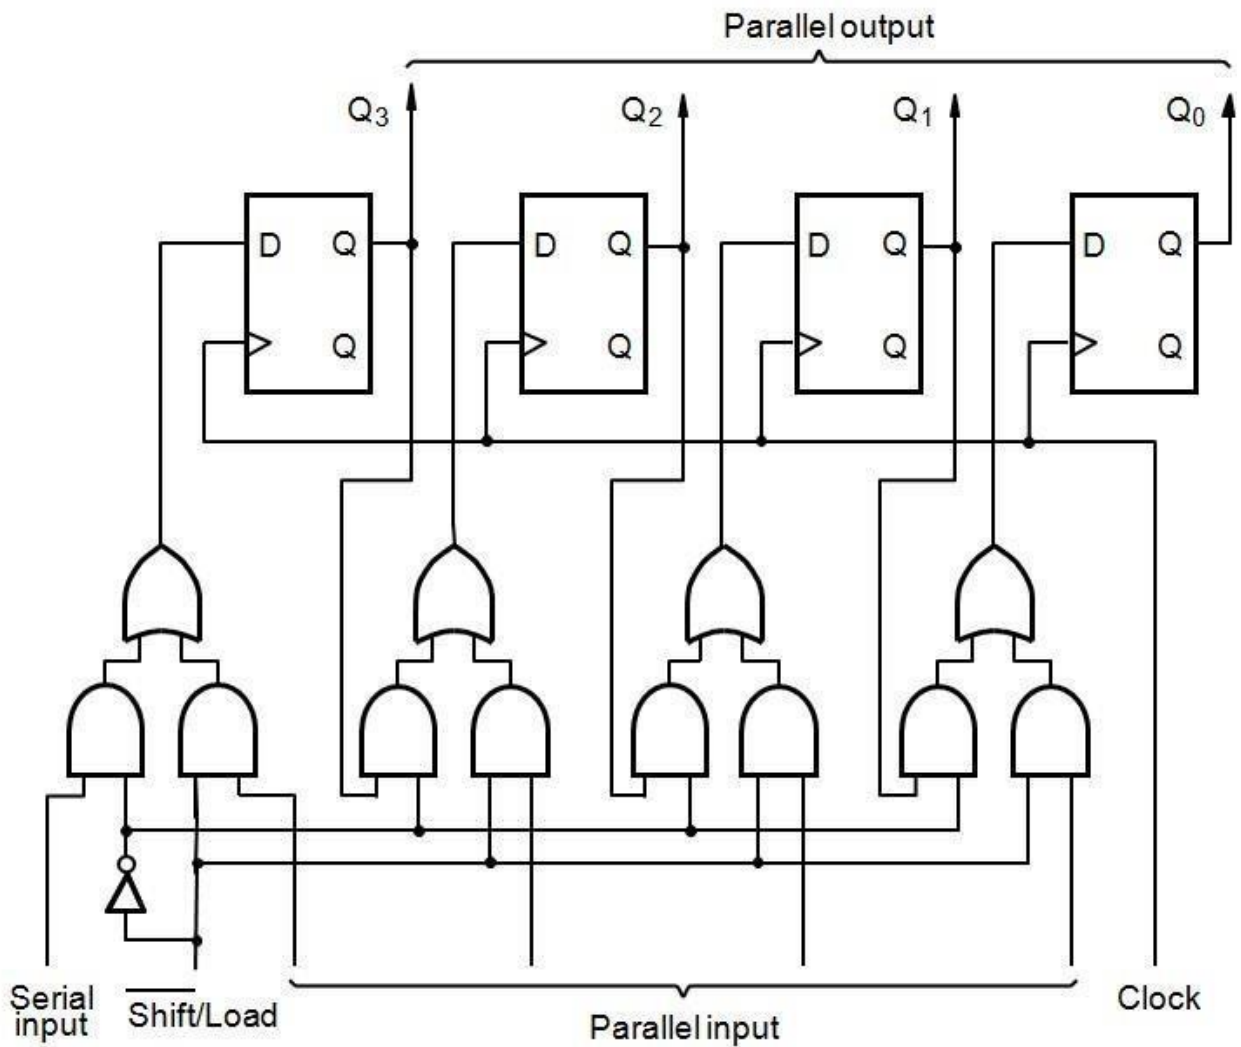 Parallel output
Q3 Q2 Q1 Q0
D Q D Q D Q D Q
Q Q Q Q
Serial input
Shift/Load
Parallel input
Clock